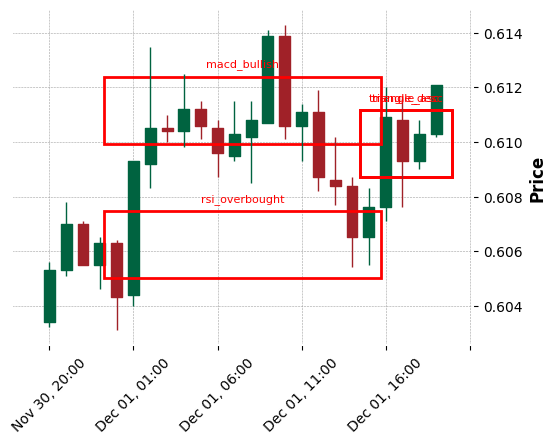 0.614
macd_bullish
0.612
0.610
0.608
rsi_overbought
0.606
0.604
Price
Nov 30, 20:00
Dec 01, 01:00
Dec 01, 06:00
Dec 01, 11:00
Dec 01, 16:00